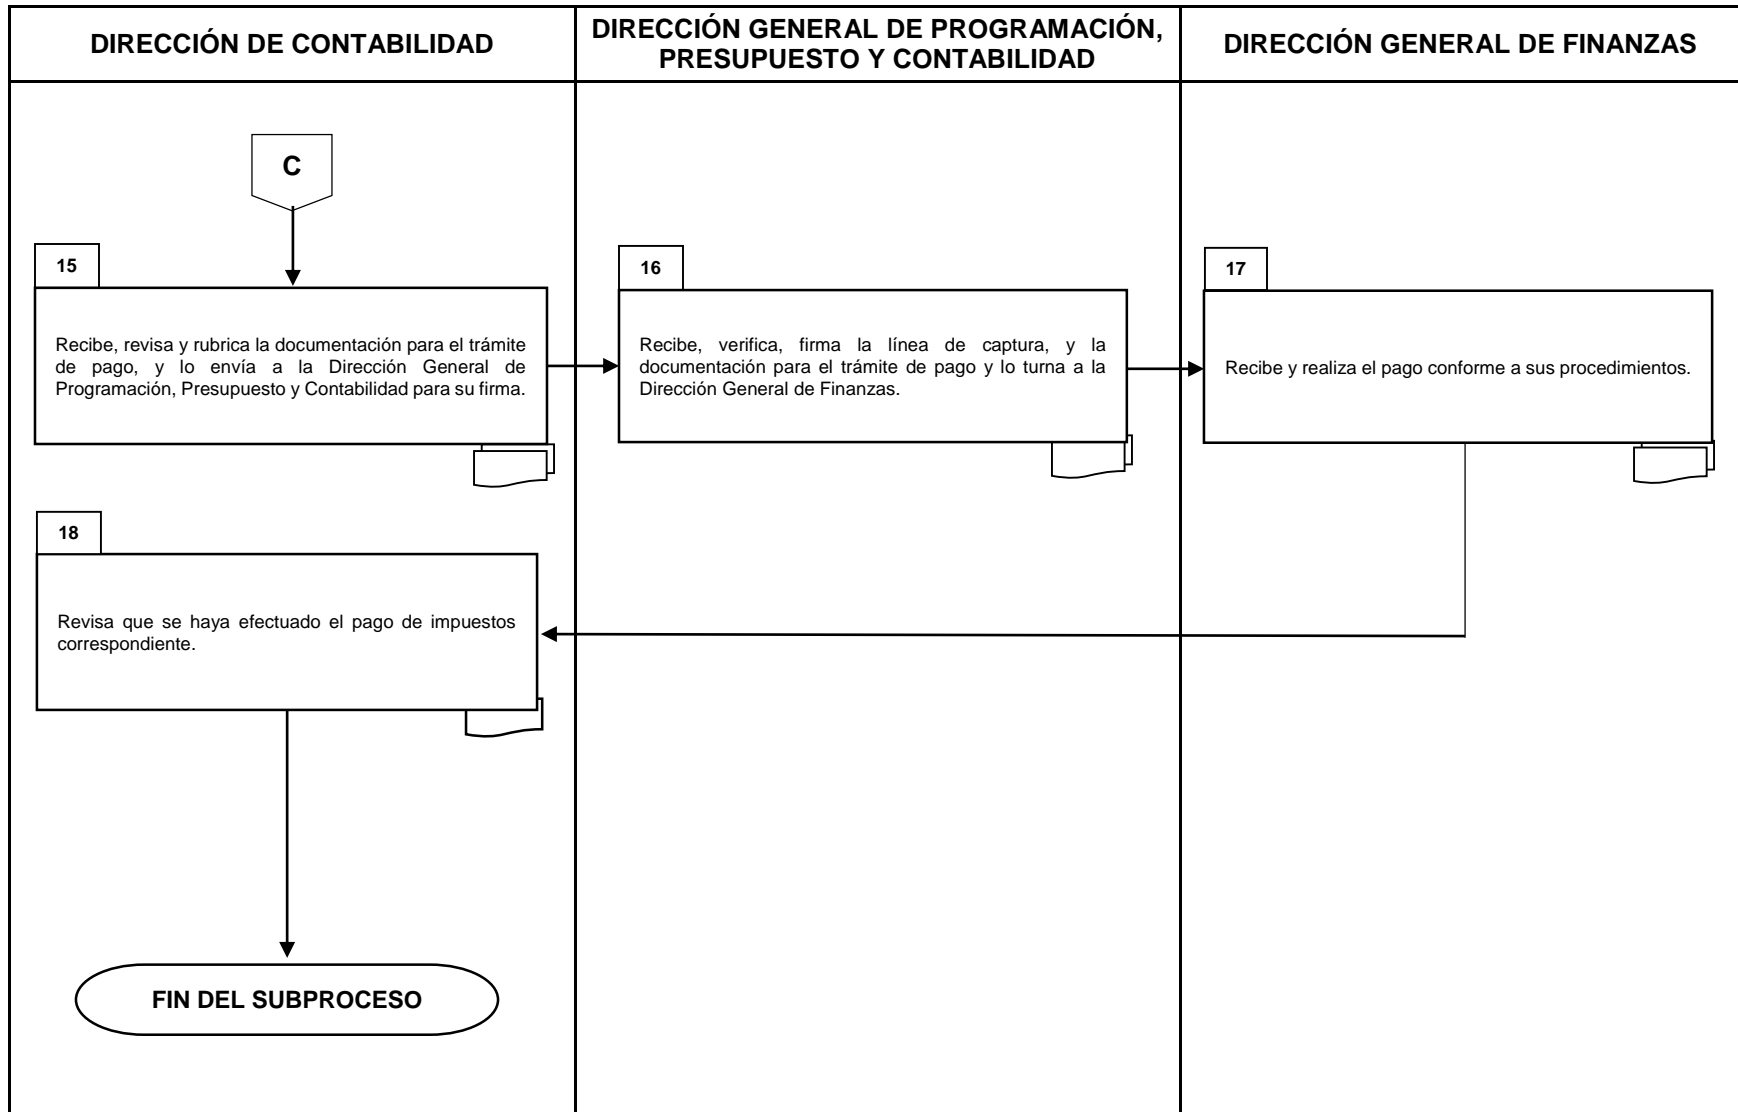 DIRECCIÓN DE CONTABILIDAD
DIRECCIÓN GENERAL DE PROGRAMACIÓN,
PRESUPUESTO Y CONTABILIDAD
DIRECCIÓN GENERAL DE FINANZAS
C
15
Recibe, revisa y rubrica la documentación para el trámite
de pago, y lo envía a la Dirección General de
Programación, Presupuesto y Contabilidad para su firma.
16
Recibe, verifica, firma la línea de captura, y la
documentación para el trámite de pago y lo turna a la
Dirección General de Finanzas.
17
Recibe y realiza el pago conforme a sus procedimientos.
18
Revisa que se haya efectuado el pago de impuestos
correspondiente.
FIN DEL SUBPROCESO